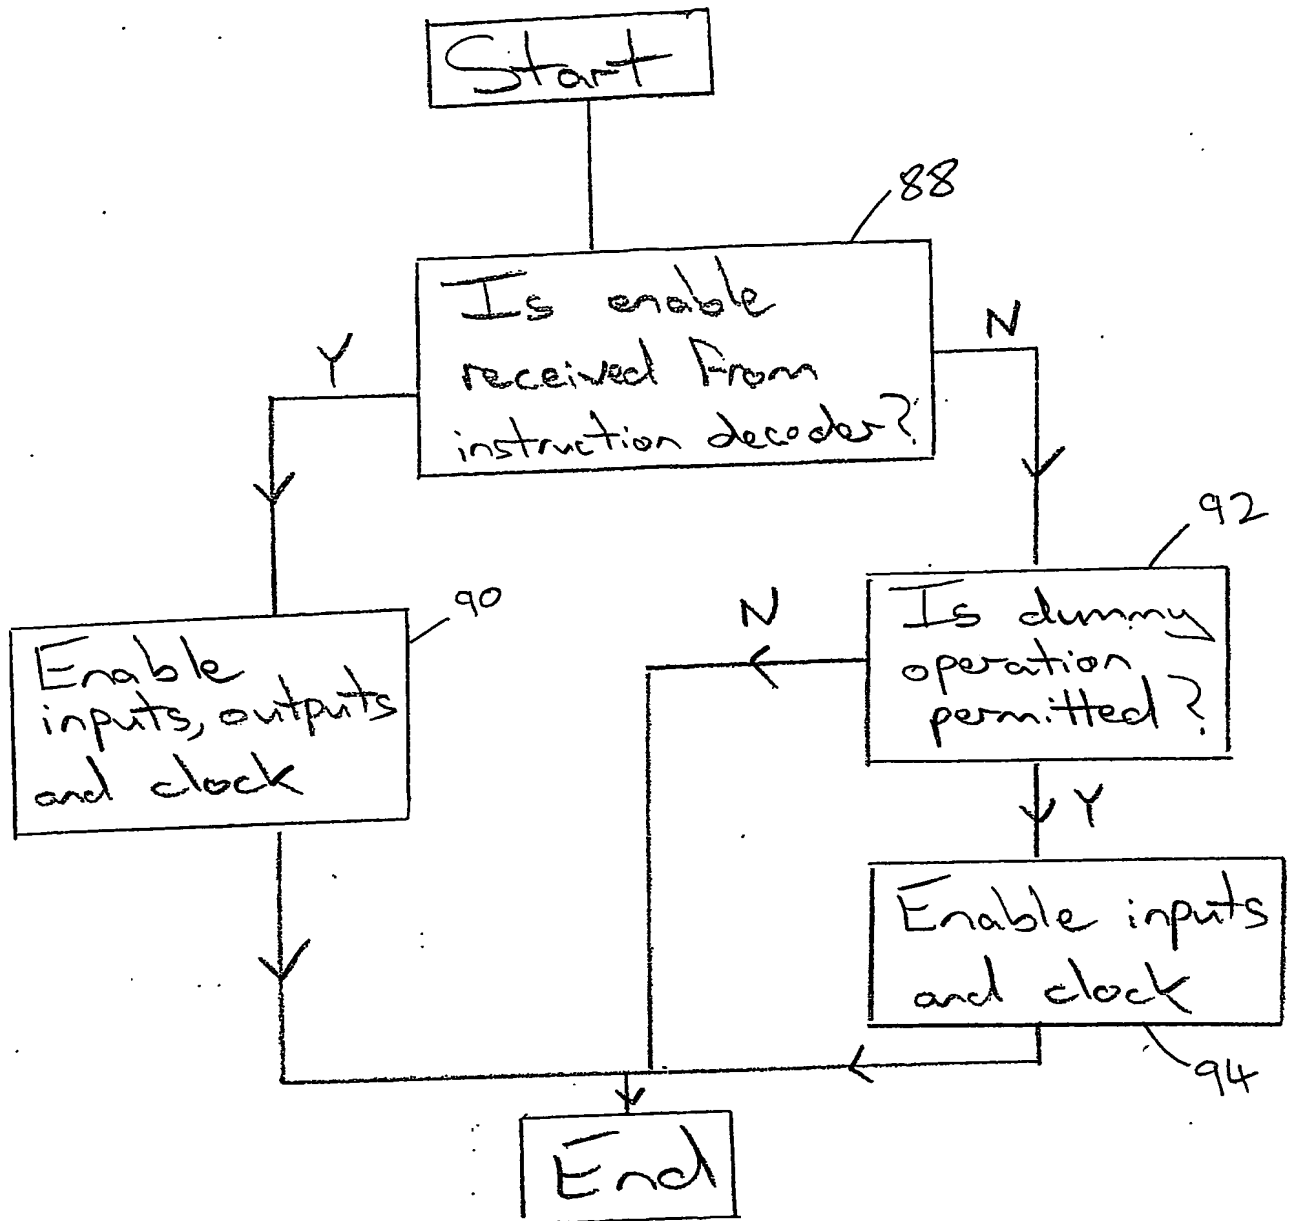 Start
88
Is enable
received from
instruction decoder?
Y
N
92
Is dummy
operation
permitted?
N
90
Enable
inputs, outputs
and clock
Y
Enable inputs
and clock
94
End